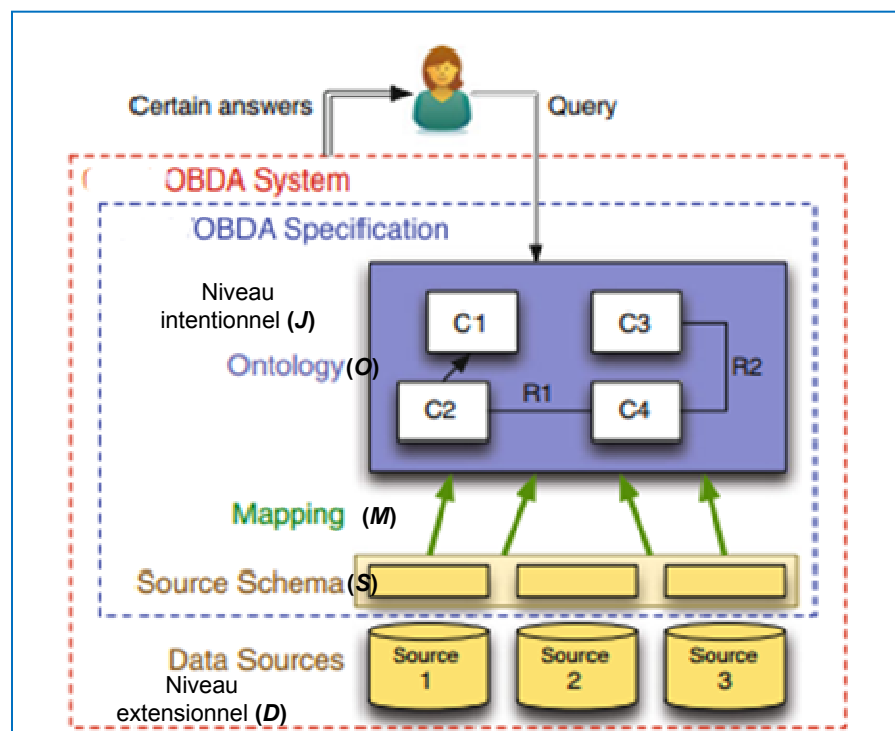 Certain answers
Query
OBDA System
OBDA Specification
Niveau
intentionnel (J)
C1
C3
Ontology(O)
R2
R1
C2
C4
Mapping (M)
Source Schema(S)
Data Sources
Source
1
Source
2
Source
3
Niveau
extensionnel (D)